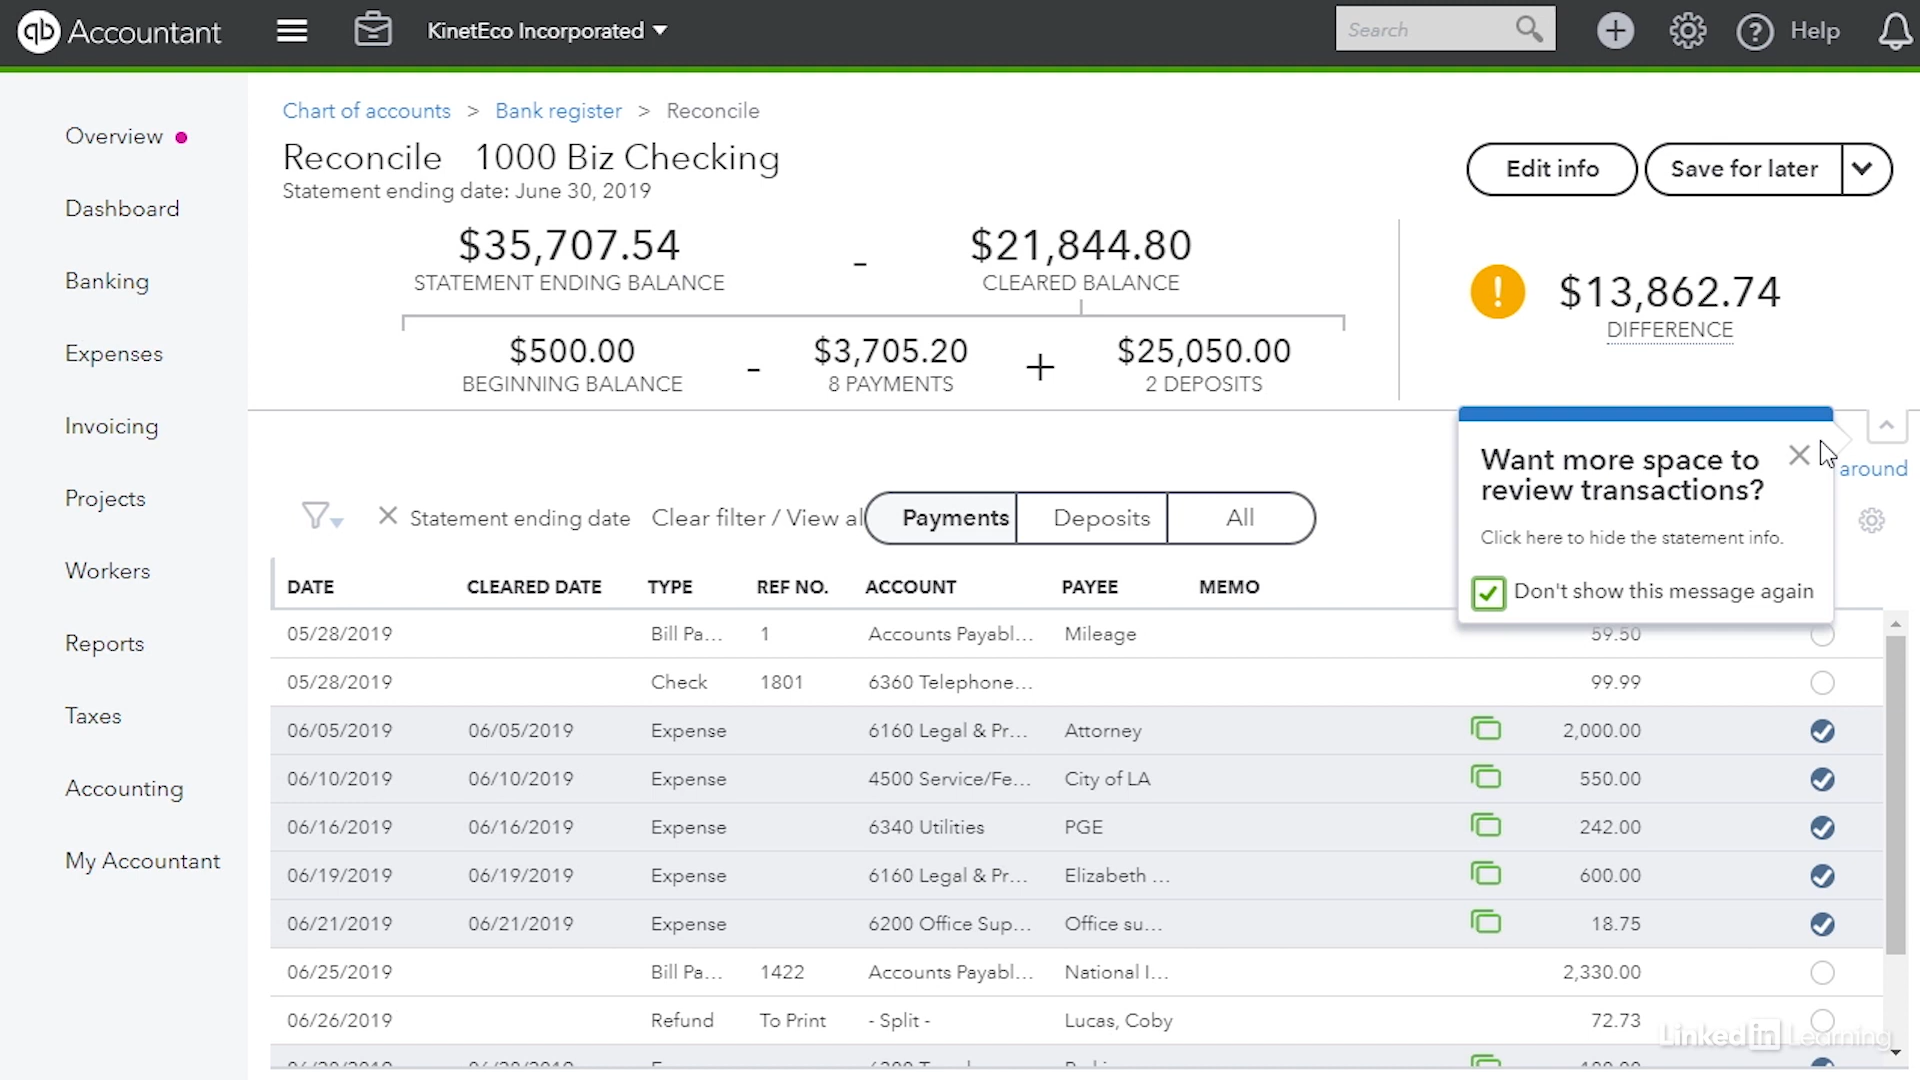 qb Accountant
KinetEco Incorporated
Search
Help
Overview
Dashboard
Banking
Expenses
Invoicing
Projects
Workers
Reports
Taxes
Accounting
My Accountant
Chart of accounts > Bank register > Reconcile
Reconcile 1000 Biz Checking
Statement ending date: June 30, 2019
Edit info
Save for later
$35,707.54 - $21,844.80
STATEMENT ENDING BALANCE CLEARED BALANCE
$500.00 - $3,705.20 + $25,050.00
BEGINNING BALANCE 8 PAYMENTS 2 DEPOSITS
! $13,862.74
DIFFERENCE
Want more space to
review transactions?
Click here to hide the statement info.
Don't show this message again
around
Statement ending date Clear filter / View al
Payments Deposits All
DATE CLEARED DATE TYPE REF NO. ACCOUNT PAYEE MEMO
05/28/2019 Bill Pa... 1 Accounts Payabl... Mileage 59.50
05/28/2019 Check 1801 6360 Telephone... 99.99
06/05/2019 06/05/2019 Expense 6160 Legal & Pr... Attorney 2,000.00
06/10/2019 06/10/2019 Expense 4500 Service/Fe... City of LA 550.00
06/16/2019 06/16/2019 Expense 6340 Utilities PGE 242.00
06/19/2019 06/19/2019 Expense 6160 Legal & Pr... Elizabeth ... 600.00
06/21/2019 06/21/2019 Expense 6200 Office Sup... Office su... 18.75
06/25/2019 Bill Pa... 1422 Accounts Payabl... National I... 2,330.00
06/26/2019 Refund To Print - Split - Lucas, Coby 72.73
LinkedIn Learning